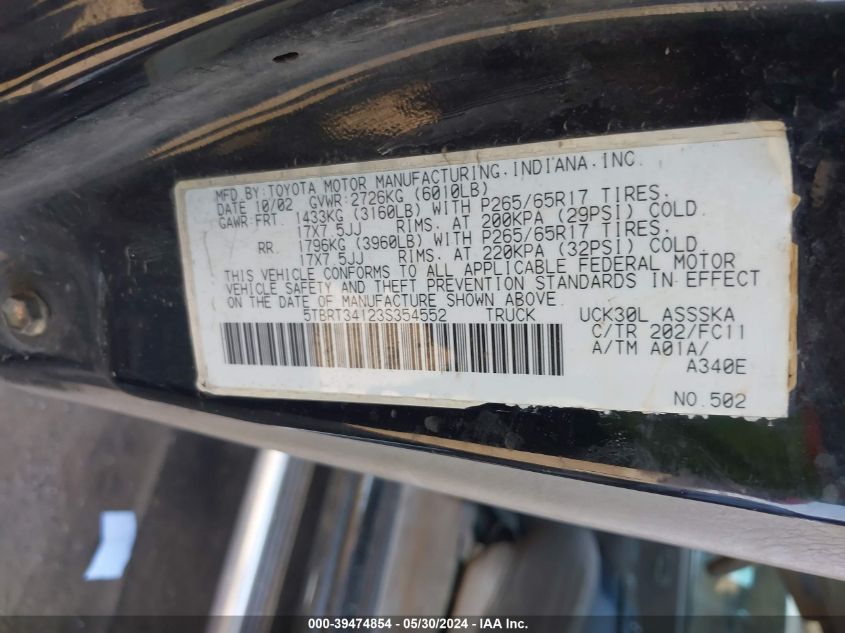 MFD.BY:TOYOTA MOTOR MANUFACTURING,INDIANA,INC.
DATE 10/02 GVWR:2726KG (6010LB)
GAWR:FRT. 1433KG (3160LB) WITH P265/65R17 TIRES.
17X7.5JJ RIMS. AT 200KPA (29PSI) COLD.
RR. 1796KG (3960LB) WITH P265/65R17 TIRES.
17X7.5JJ RIMS. AT 220KPA (32PSI) COLD.
THIS VEHICLE CONFORMS TO ALL APPLICABLE FEDERAL MOTOR
VEHICLE SAFETY AND THEFT PREVENTION STANDARDS IN EFFECT
ON THE DATE OF MANUFACTURE SHOWN ABOVE.
5TBRT34123S354552 TRUCK UCK30L ASSSKA
C/TR 202/FC11
A/TM A01A/
A340E
NO.502
000-39474854 - 05/30/2024 - IAA Inc.